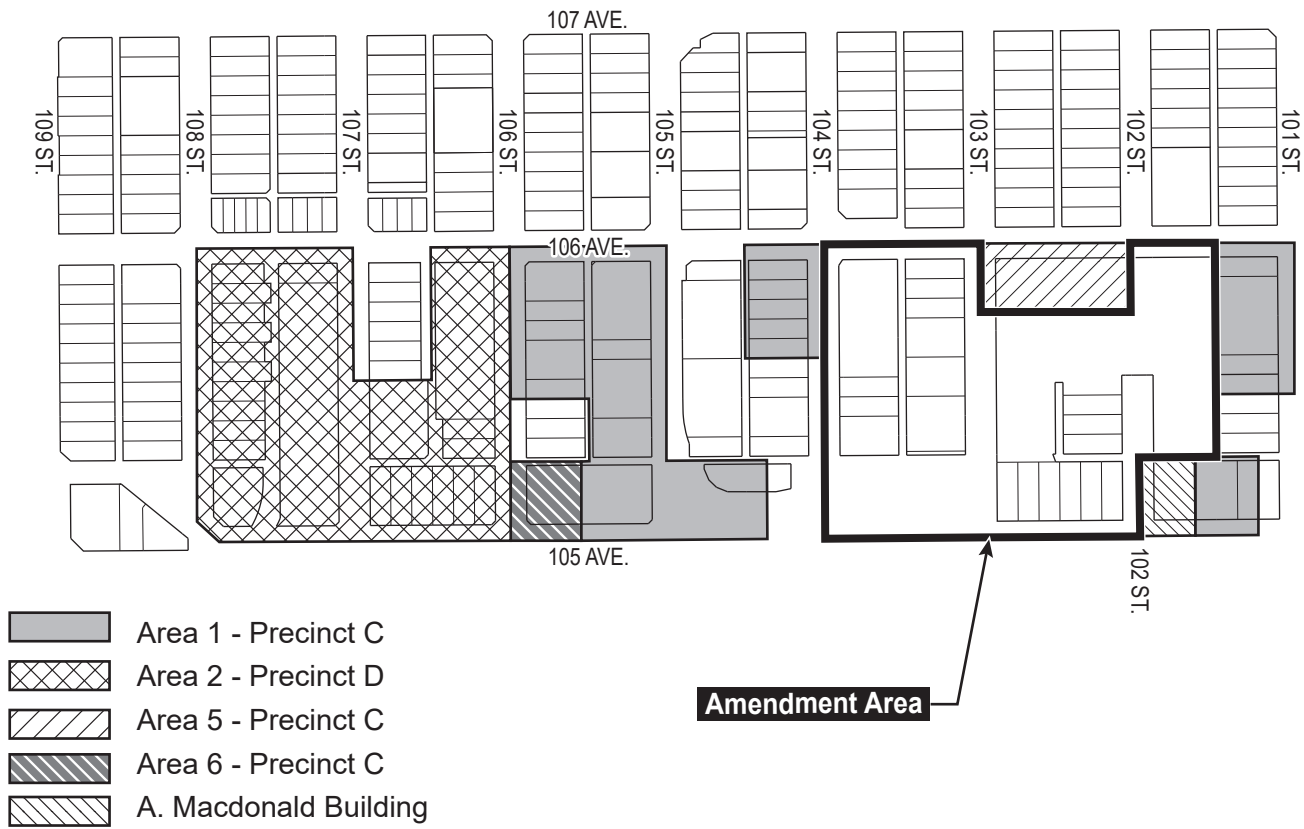 107 AVE.
109 ST.
108 ST.
107 ST.
106 ST.
105 ST.
104 ST.
103 ST.
102 ST.
101 ST.
106 AVE.
105 AVE.
102 ST.
Amendment Area
Area 1 - Precinct C
Area 2 - Precinct D
Area 5 - Precinct C
Area 6 - Precinct C
A. Macdonald Building